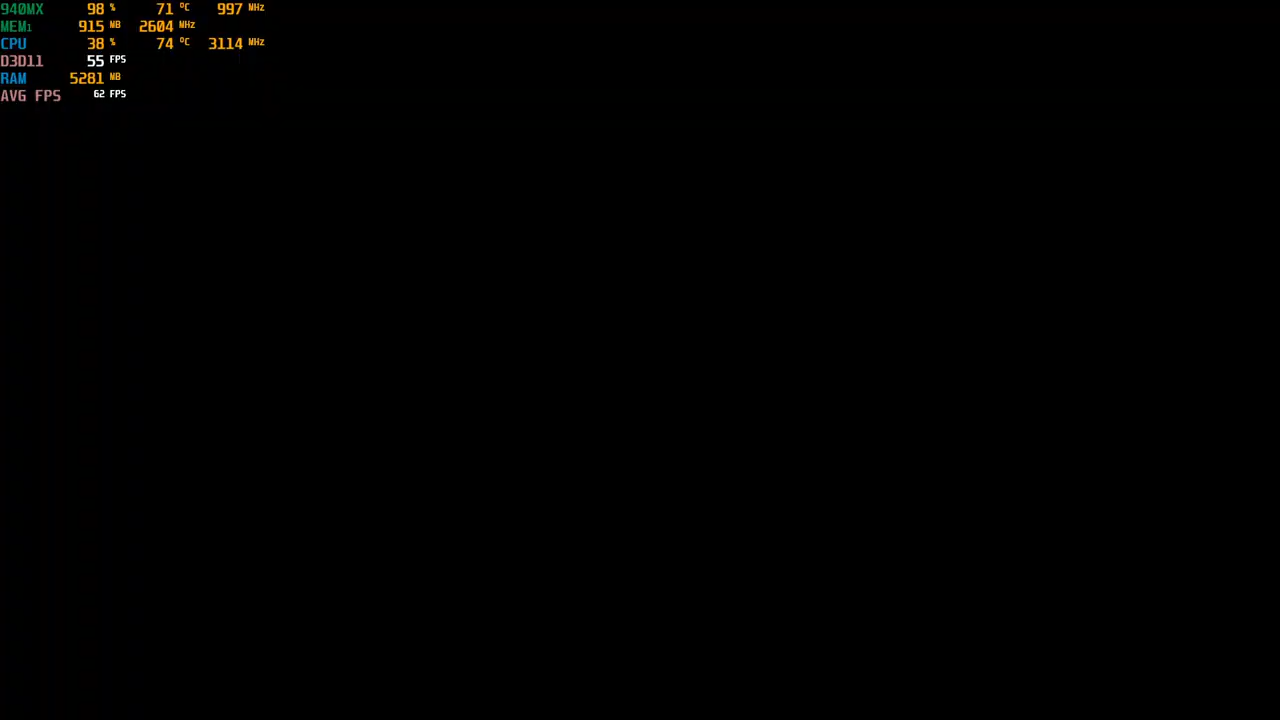 940MX 98 % 71 °C 997 MHz
MEM1 915 MB 2604 MHz
CPU 38 % 74 °C 3114 MHz
D3D11 55 FPS
RAM 5281 MB
AVG FPS 62 FPS